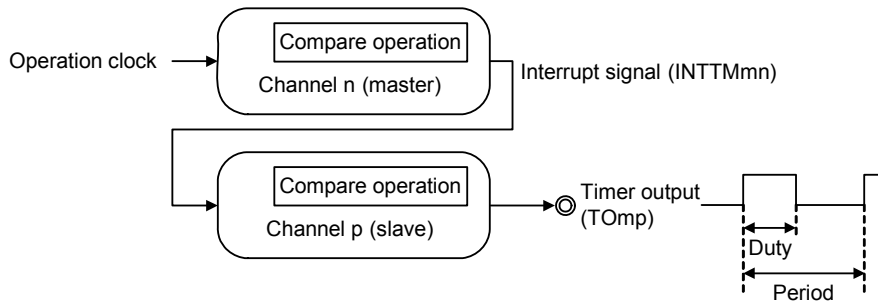 Compare operation
Operation clock
Channel n (master)
Interrupt signal (INTTMmn)
Compare operation
Channel p (slave)
Timer output
(TOmp)
Duty
Period